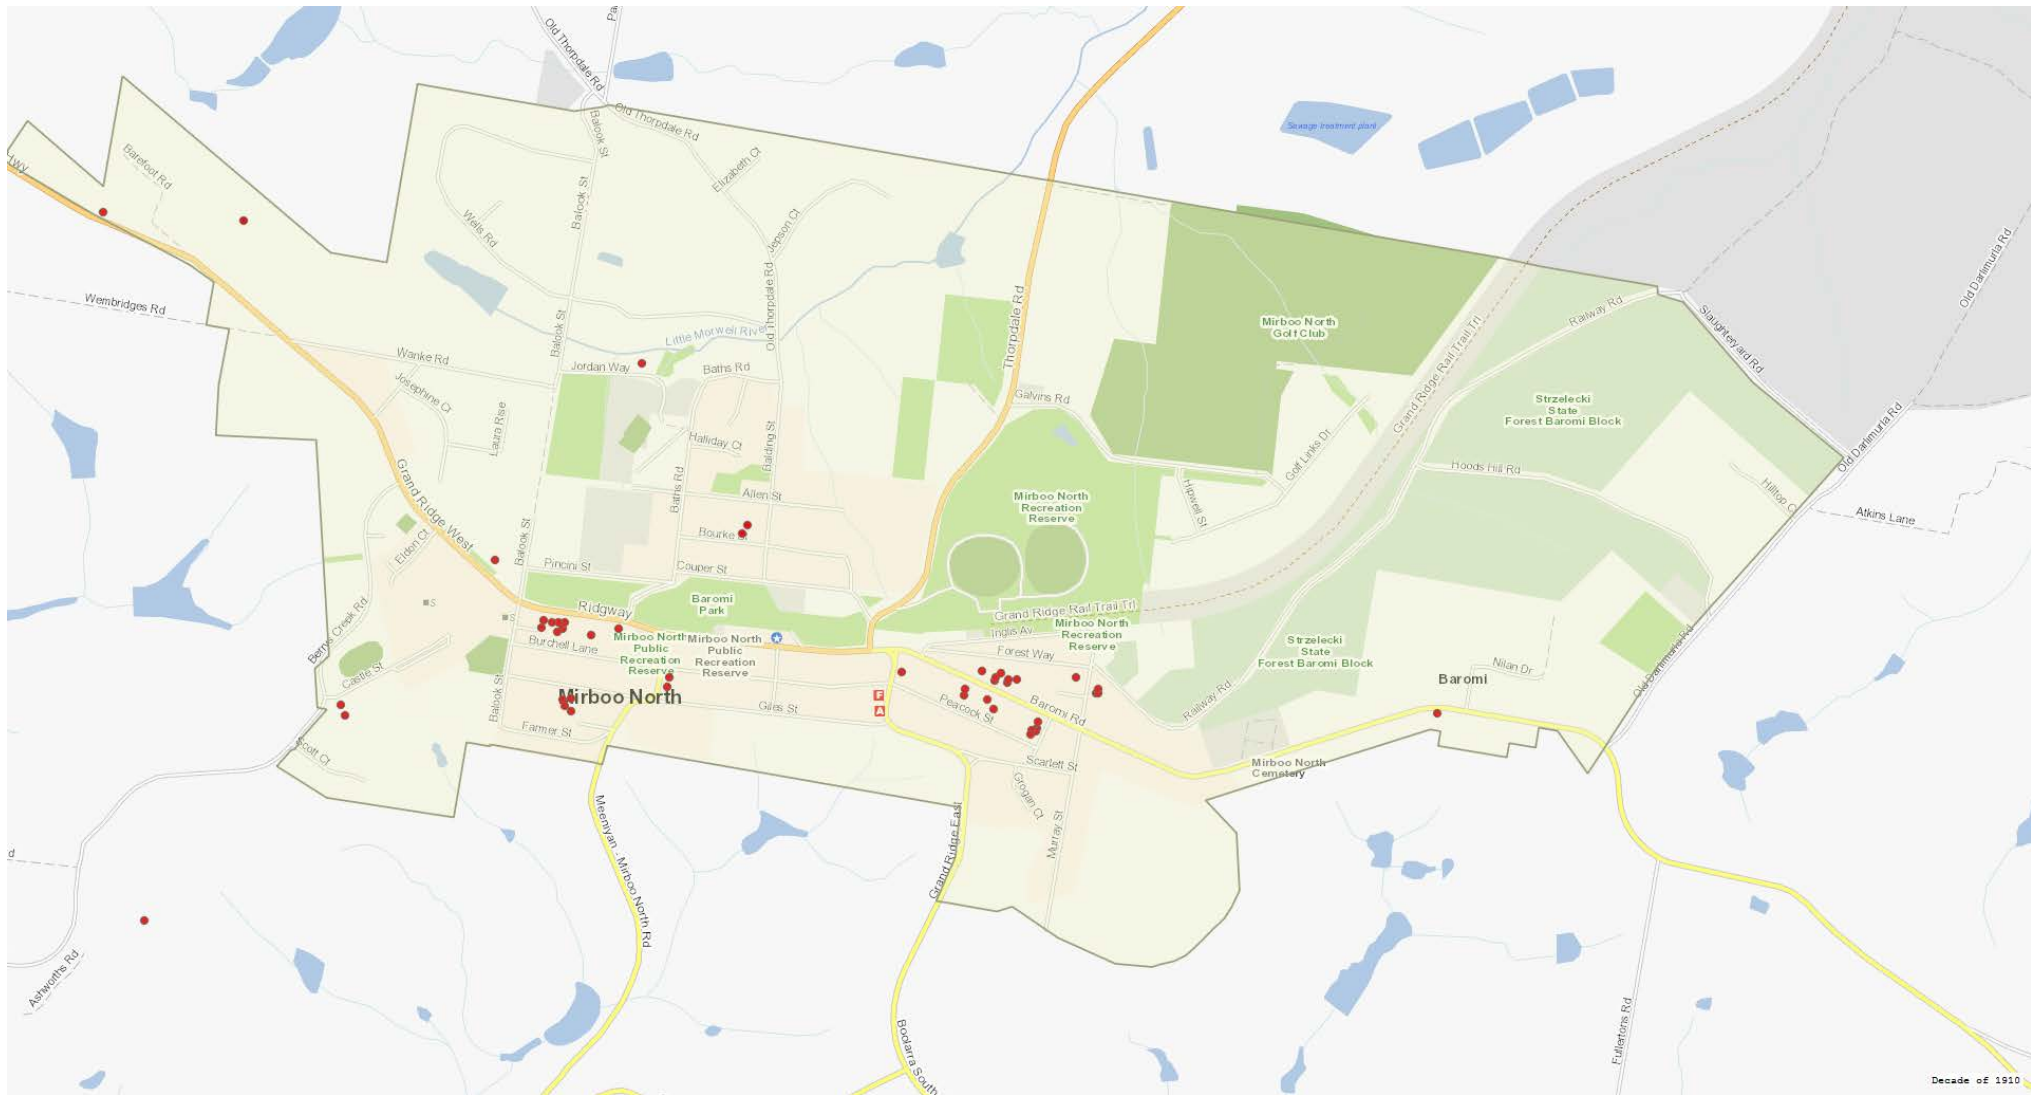 Old Thorpdale Rd
Pa
Old Thorpdale Rd
Balook St
Elizabeth Ct
Sewage treatment plant
Hwy
Barefoot Rd
Balook St
Wells Rd
Jepson Ct
Old Thorpdale Rd
Thorpdale Rd
Old Darlimurla Rd
Wembridges Rd
Railway Rd
Slaughteryard Rd
Mirboo North
Golf Club
Balook St
Little Morwell River
Grand Ridge Rail Trail Trl
Wanke Rd
Jordan Way
Baths Rd
Josephine Ct
Galvins Rd
Strzelecki
State
Forest Baromi Block
Laura Rise
Halliday Ct
Balding St
Golf Links Dr
Old Darlimurla Rd
Grand Ridge West
Baths Rd
Allen St
Hoods Hill Rd
Hipwell St
Hilltop C
Mirboo North
Recreation
Reserve
Atkins Lane
Balook St
Eldon Ct
Bourke St
Pincini St
Couper St
S
Baromi
Park
Ridgway
Grand Ridge Rail Trail Trl
S
Inglis Av
Mirboo North
Recreation
Reserve
Berrys Creek Rd
Burchell Lane
Mirboo North
Public
Recreation
Reserve
Mirboo North
Public
Recreation
Reserve
Forest Way
Strzelecki
State
Forest Baromi Block
Nilan Dr
Old Darlimurla Rd
Castle St
Balook St
Mirboo North
Giles St
F
A
Peacock St
Baromi Rd
Railway Rd
Baromi
Farmer St
Scott Ct
Scarlett St
Mirboo North
Cemetery
Grogan Ct
Murray St
Meeniyan - Mirboo North Rd
Grand Ridge East
d
Ashworths Rd
Boolarra South
Fullertons Rd
Decade of 1910